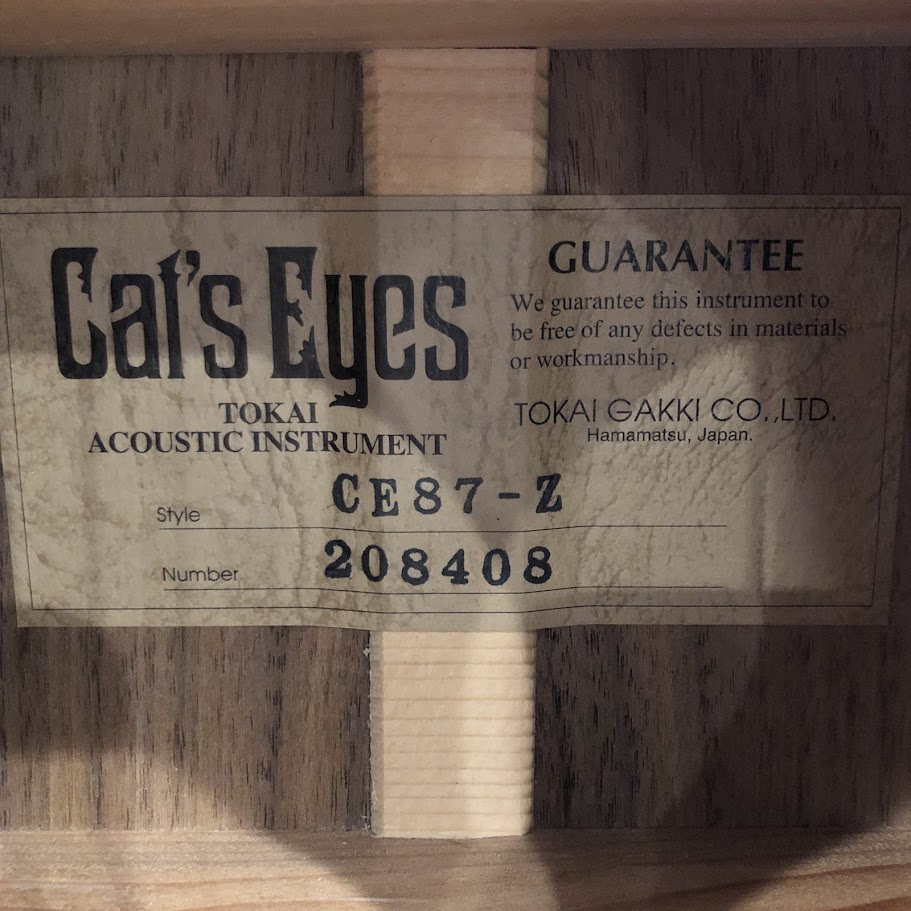 Cat's Eyes
TOKAI
ACOUSTIC INSTRUMENT
GUARANTEE
We guarantee this instrument to
be free of any defects in materials
or workmanship.
TOKAI GAKKI CO.,LTD.
Hamamatsu, Japan.
Style CE87-Z
Number 208408